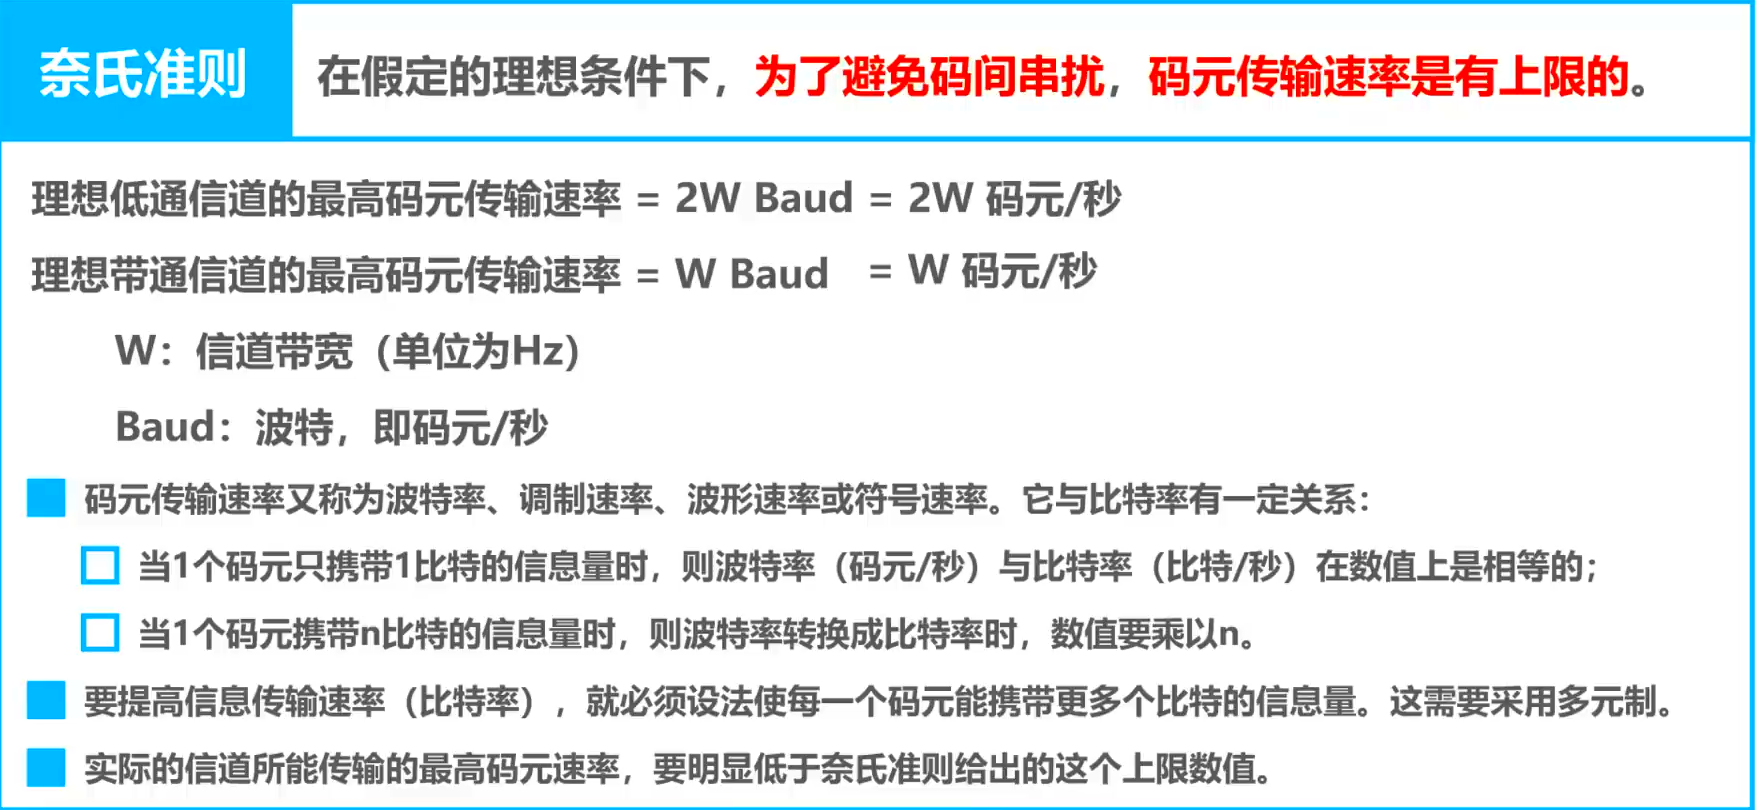 奈氏准则
在假定的理想条件下，为了避免码间串扰，码元传输速率是有上限的。
理想低通信道的最高码元传输速率 = 2W Baud = 2W 码元/秒
理想带通信道的最高码元传输速率 = W Baud = W 码元/秒
W：信道带宽（单位为Hz）
Baud：波特，即码元/秒
码元传输速率又称为波特率、调制速率、波形速率或符号速率。它与比特率有一定关系：
当1个码元只携带1比特的信息量时，则波特率（码元/秒）与比特率（比特/秒）在数值上是相等的；
当1个码元携带n比特的信息量时，则波特率转换成比特率时，数值要乘以n。
要提高信息传输速率（比特率），就必须设法使每一个码元能携带更多个比特的信息量。这需要采用多元制。
实际的信道所能传输的最高码元速率，要明显低于奈氏准则给出的这个上限数值。